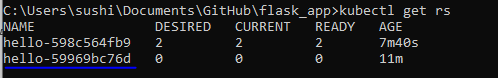 C:\Users\sushi\Documents\GitHub\flask_app>kubectl get rs
NAME DESIRED CURRENT READY AGE
hello-598c564fb9 2 2 2 7m40s
hello-59969bc76d 0 0 0 11m